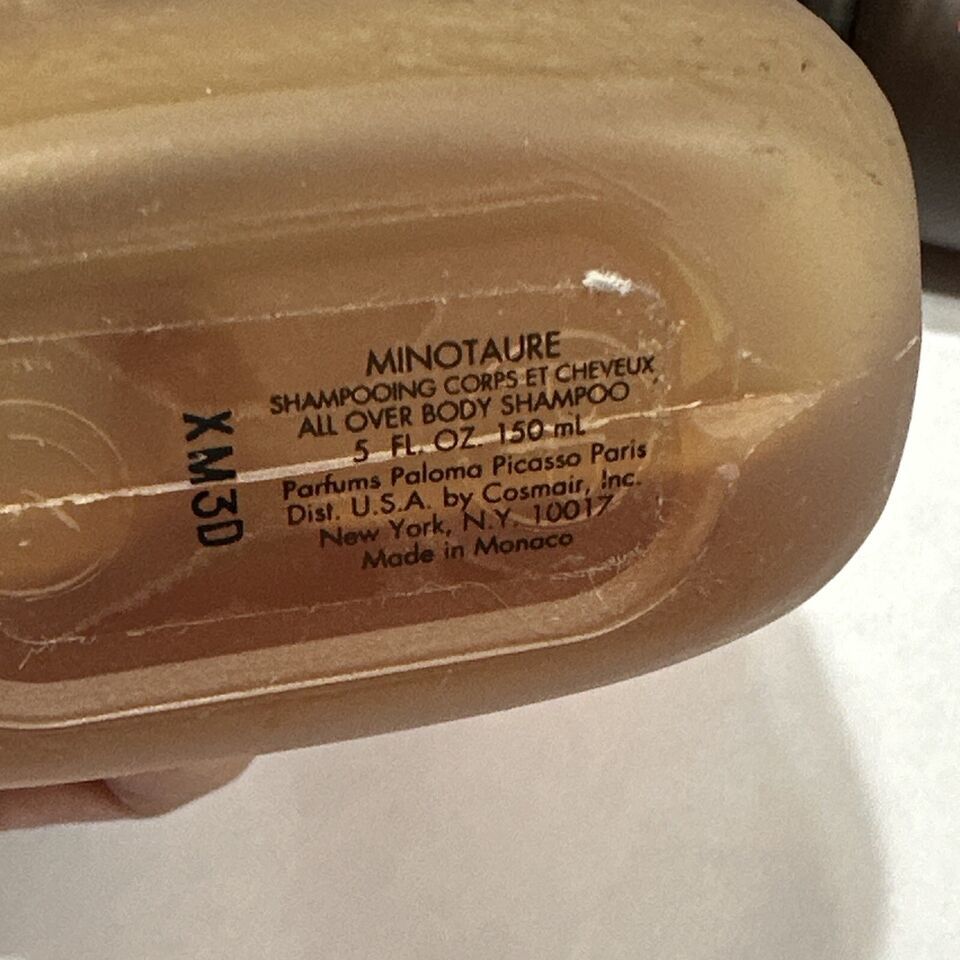 MINOTAURE
SHAMPOOING CORPS ET CHEVEUX
ALL OVER BODY SHAMPOO
5 FL. OZ. 150 mL
Parfums Paloma Picasso Paris
Dist. U.S.A. by Cosmair, Inc.
New York, N.Y. 10017
Made in Monaco
XM3D